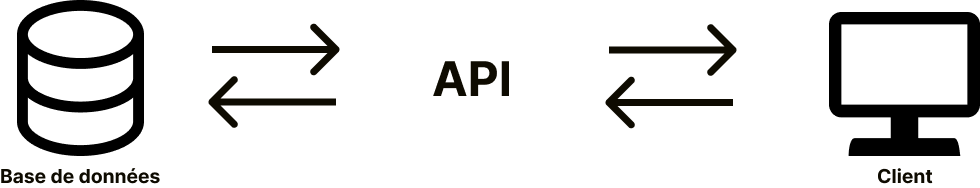 API
Base de données
Client